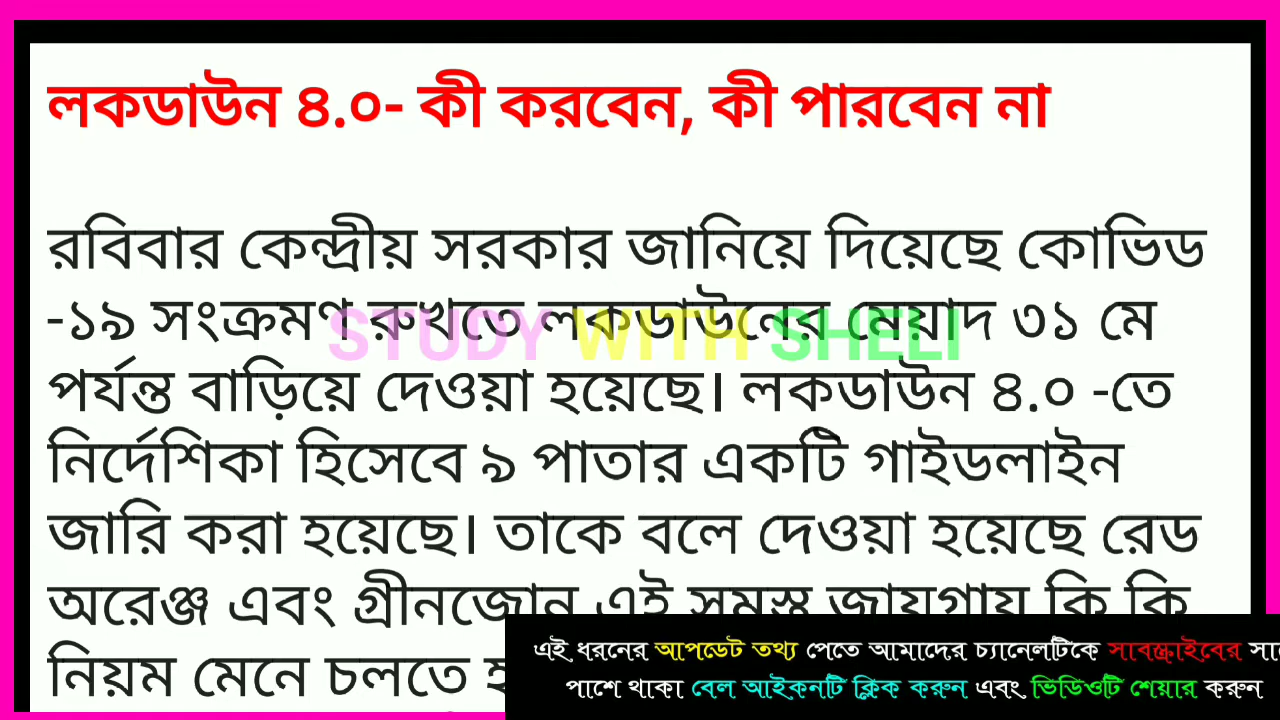 লকডাউন ৪.০- কী করবেন, কী পারবেন না
রবিবার কেন্দ্রীয় সরকার জানিয়ে দিয়েছে কোভিড
-১৯ সংক্রমণ রুখতে লকডাউনের মেয়াদ ৩১ মে
STUDY WITH SHELI
পর্যন্ত বাড়িয়ে দেওয়া হয়েছে। লকডাউন ৪.০ -তে
নির্দেশিকা হিসেবে ৯ পাতার একটি গাইডলাইন
জারি করা হয়েছে। তাকে বলে দেওয়া হয়েছে রেড
অরেঞ্জ এবং গ্রীনজোন এই সমস্ত জায়গায় কি কি
নিয়ম মেনে চলতে
এই ধরনের আপডেট তথ্য পেতে আমাদের চ্যানেলটিকে সাবস্ক্রাইবের
পাশে থাকা বেল আইকনটি ক্লিক করুন এবং ভিডিওটি শেয়ার করুন